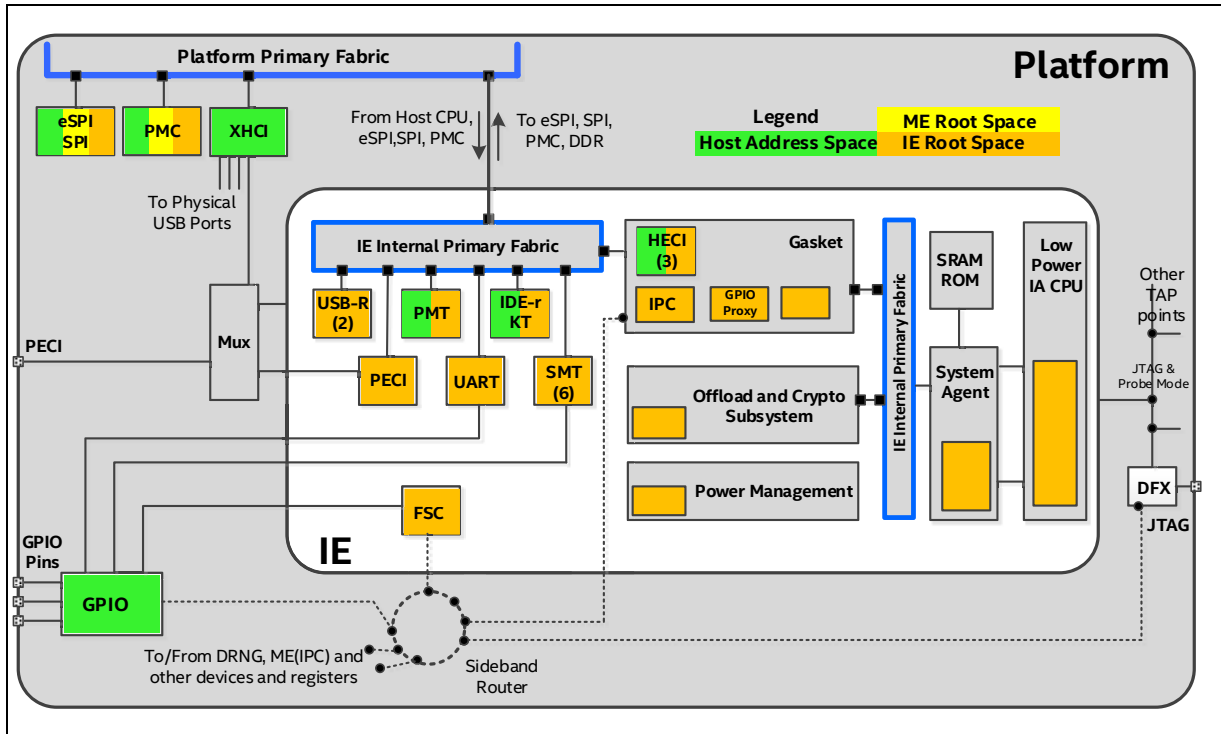 Platform Primary Fabric
Platform
eSPI
SPI
PMC
XHCI
From Host CPU,
eSPI,SPI, PMC
To eSPI, SPI,
PMC, DDR
Legend
ME Root Space
Host Address Space
IE Root Space
To Physical
USB Ports
IE Internal Primary Fabric
HECI
(3)
Gasket
IPC
GPIO
Proxy
USB-R
(2)
PMT
IDE-r
KT
PECI
UART
SMT
(6)
Mux
PECI
IE Internal Primary Fabric
SRAM
ROM
Low
Power
IA CPU
System
Agent
Offload and Crypto
Subsystem
Power Management
Other
TAP
points
JTAG &
Probe Mode
DFX
JTAG
FSC
IE
GPIO
Pins
GPIO
To/From DRNG, ME(IPC) and
other devices and registers
Sideband
Router